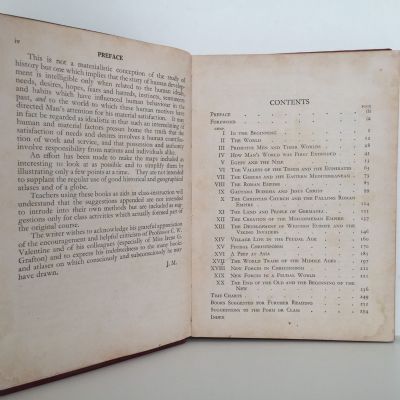 iv
PREFACE
This is not a materialistic conception of the study of
history but one which implies that the story of human develop-
ment is intelligible only when related to the human ideas,
needs, desires, hopes, fears and hatreds, instincts, sentiments
and habits which have influenced human behaviour in the
past, and to the world to which these human motives have
directed Man's attention for his material satisfaction. It may
in fact be regarded as idealistic in that such an interrelation of
human and material factors presses home the truth that the
satisfaction of needs and desires involves a contribution of
work and service, and that possession and authority
involve responsibility from nations and individuals alike.
An effort has been made to make the maps included as
interesting to look at as possible and to simplify them by
illustrating only a few points at a time. They are not intended
to supplant the regular use of good historical and geographical
atlases and of a globe.
Teachers using these books as aids in class-instruction will
understand that the suggestions appended are not intended
to intrude into their own methods but are included as sug-
gestions only for class activities which actually formed part of
the original course.
The writer wishes to acknowledge his grateful appreciation
of the encouragement and helpful criticism of Professor C. W.
Valentine and of his colleagues (especially of Miss Irene G.
Grafton) and to express his indebtedness to the many books
and atlases on which consciously and subconsciously he may
have drawn.
J. M.
CONTENTS
PAGE
Preface iii
Foreword ix
CHAP.
I In the Beginning
II The World
III Primitive Men and Their Worlds
IV How Man's World was First Extended
V Egypt and the Nile
VI The Valleys of the Tigris and the Euphrates
VII The Greeks and the Eastern Mediterranean
VIII The Roman Empire
IX Gautama Buddha and Jesus Christ
X The Christian Church and the Falling Roman
Empire
XI The Land and People of Germany
XII The Creation of the Mohammedan Empire
XIII The Development of Western Europe and the
Viking Invaders
XIV Village Life in the Feudal Age
XV Feudal Christendom
XVI A Peep at Asia
XVII The World Trade of the Middle Ages
XVIII New Forces in Christendom
XIX New Forces in a Feudal World
XX The End of the Old and the Beginning of the
New
Time Charts 249
Books Suggested for Further Reading
Suggestions to the Form or Class
Index
v